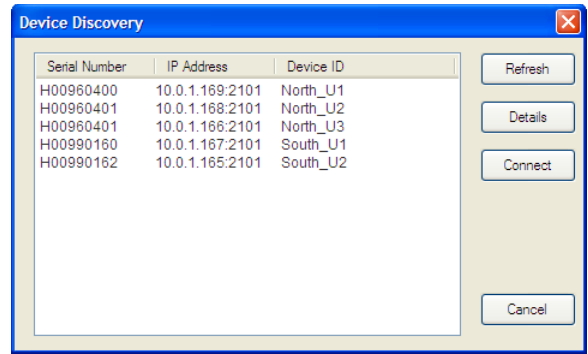 Device Discovery
Serial Number IP Address Device ID
H00960400 10.0.1.169:2101 North_U1
H00960401 10.0.1.168:2101 North_U2
H00960401 10.0.1.166:2101 North_U3
H00990160 10.0.1.167:2101 South_U1
H00990162 10.0.1.165:2101 South_U2
Refresh
Details
Connect
Cancel